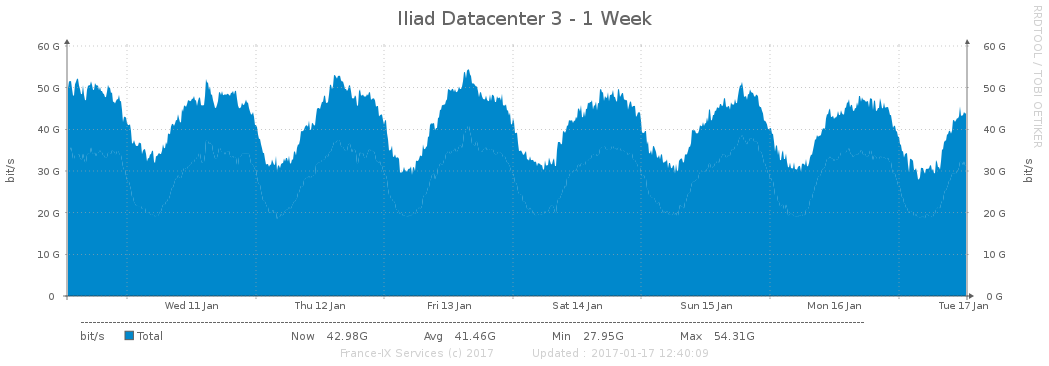 Iliad Datacenter 3 - 1 Week
RRDTOOL / TOBI OETIKER
60 G 60 G
50 G 50 G
40 G 40 G
30 G 30 G
20 G 20 G
10 G 10 G
0 0 G
bit/s
bit/s
Wed 11 Jan Thu 12 Jan Fri 13 Jan Sat 14 Jan Sun 15 Jan Mon 16 Jan Tue 17 Jan
bit/s Total Now 42.98G Avg 41.46G Min 27.95G Max 54.31G
France-IX Services (c) 2017 Updated : 2017-01-17 12:40:09